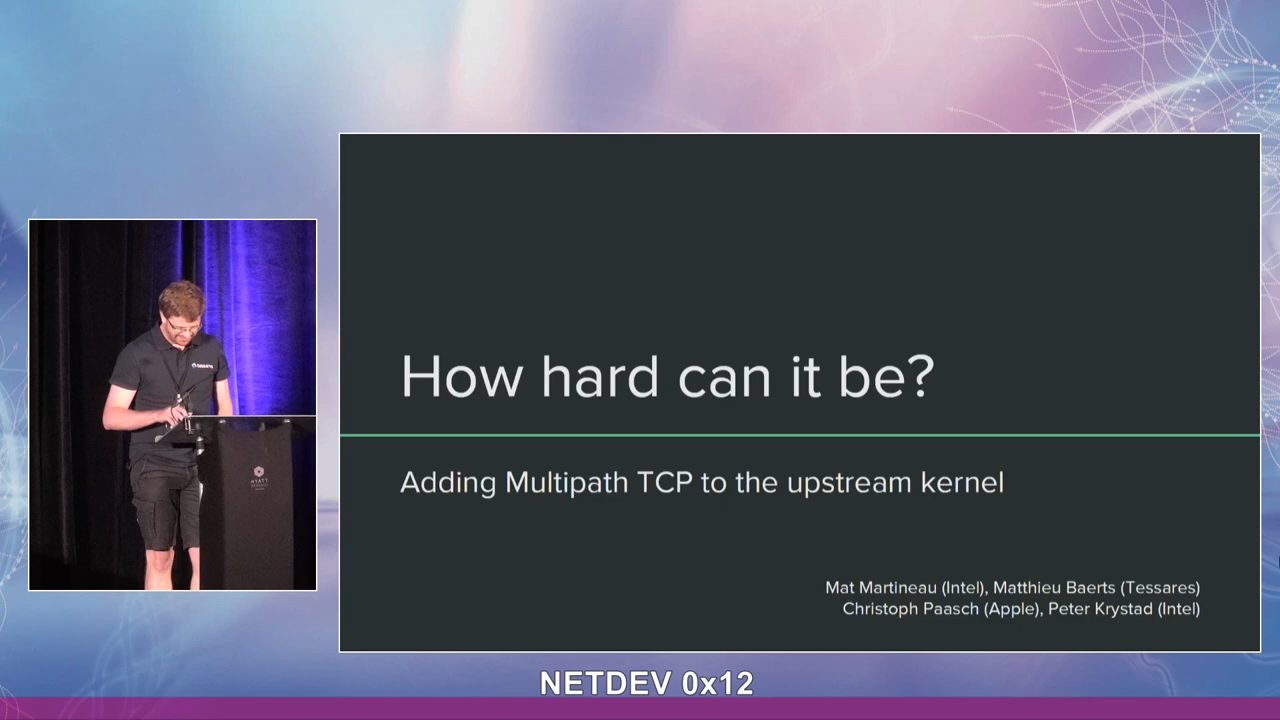 How hard can it be?
Adding Multipath TCP to the upstream kernel
Mat Martineau (Intel), Matthieu Baerts (Tessares)
Christoph Paasch (Apple), Peter Krystad (Intel)
HYATT
NETDEV 0x12